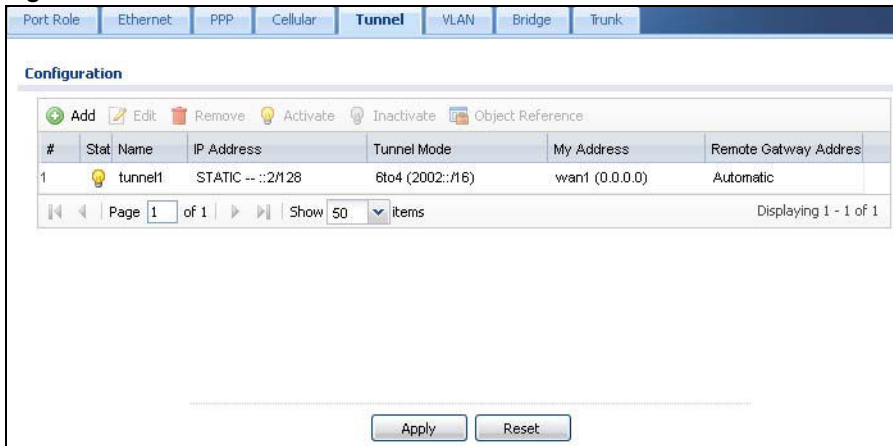 Port Role Ethernet PPP Cellular Tunnel VLAN Bridge Trunk
Configuration
Add Edit Remove Activate Inactivate Object Reference
# Stat Name IP Address Tunnel Mode My Address Remote Gatway Addres
1 tunnel1 STATIC -- ::2/128 6to4 (2002::/16) wan1 (0.0.0.0) Automatic
Page 1 of 1 Show 50 items Displaying 1 - 1 of 1
Apply Reset